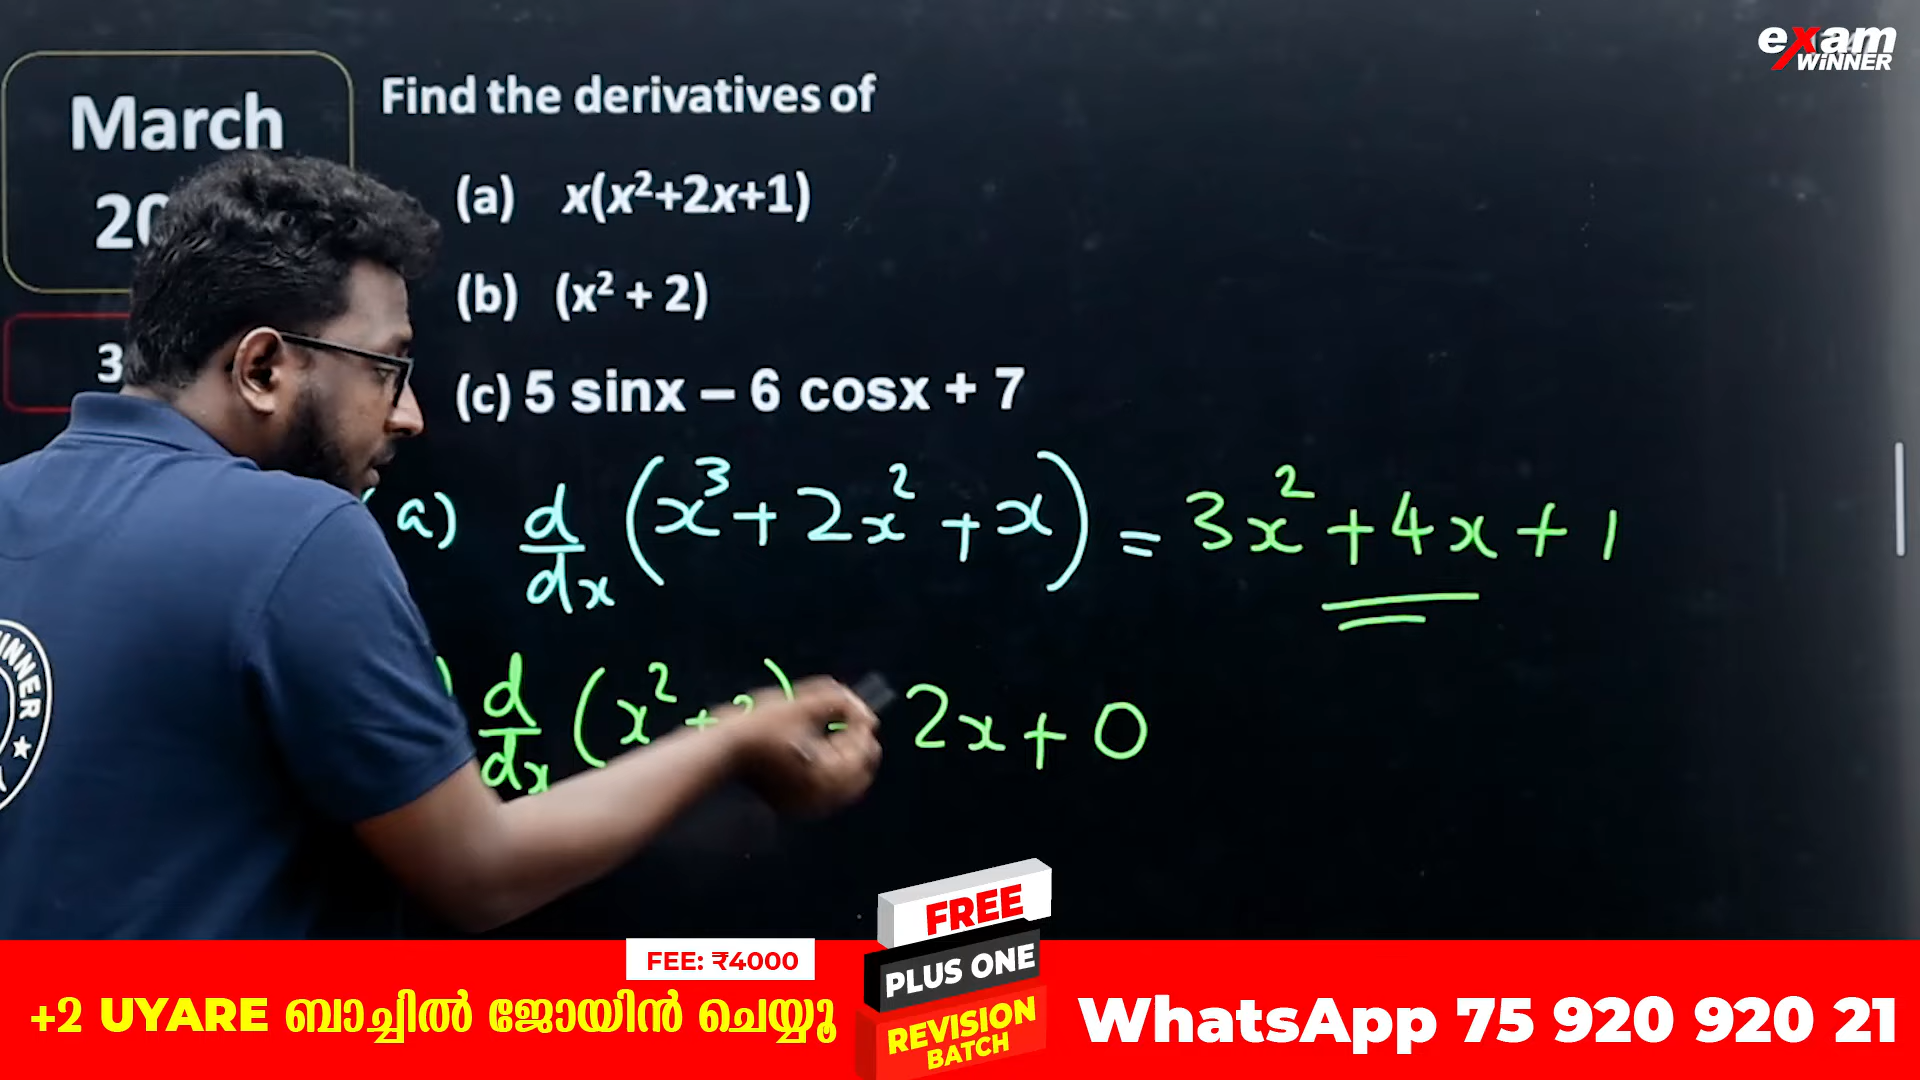 exam
WiNNER
March
Find the derivatives of
(a) x(x²+2x+1)
(b) (x² + 2)
3
(c) 5 sinx – 6 cosx + 7
a) d/dx (x³ + 2x² + x) = 3x² + 4x + 1
d/dx (x² + 2) 2x + 0
INNER
FEE: ₹4000
+2 UYARE ബാച്ചിൽ ജോയിൻ ചെയ്യൂ
FREE
PLUS ONE
REVISION
BATCH
WhatsApp 75 920 920 21